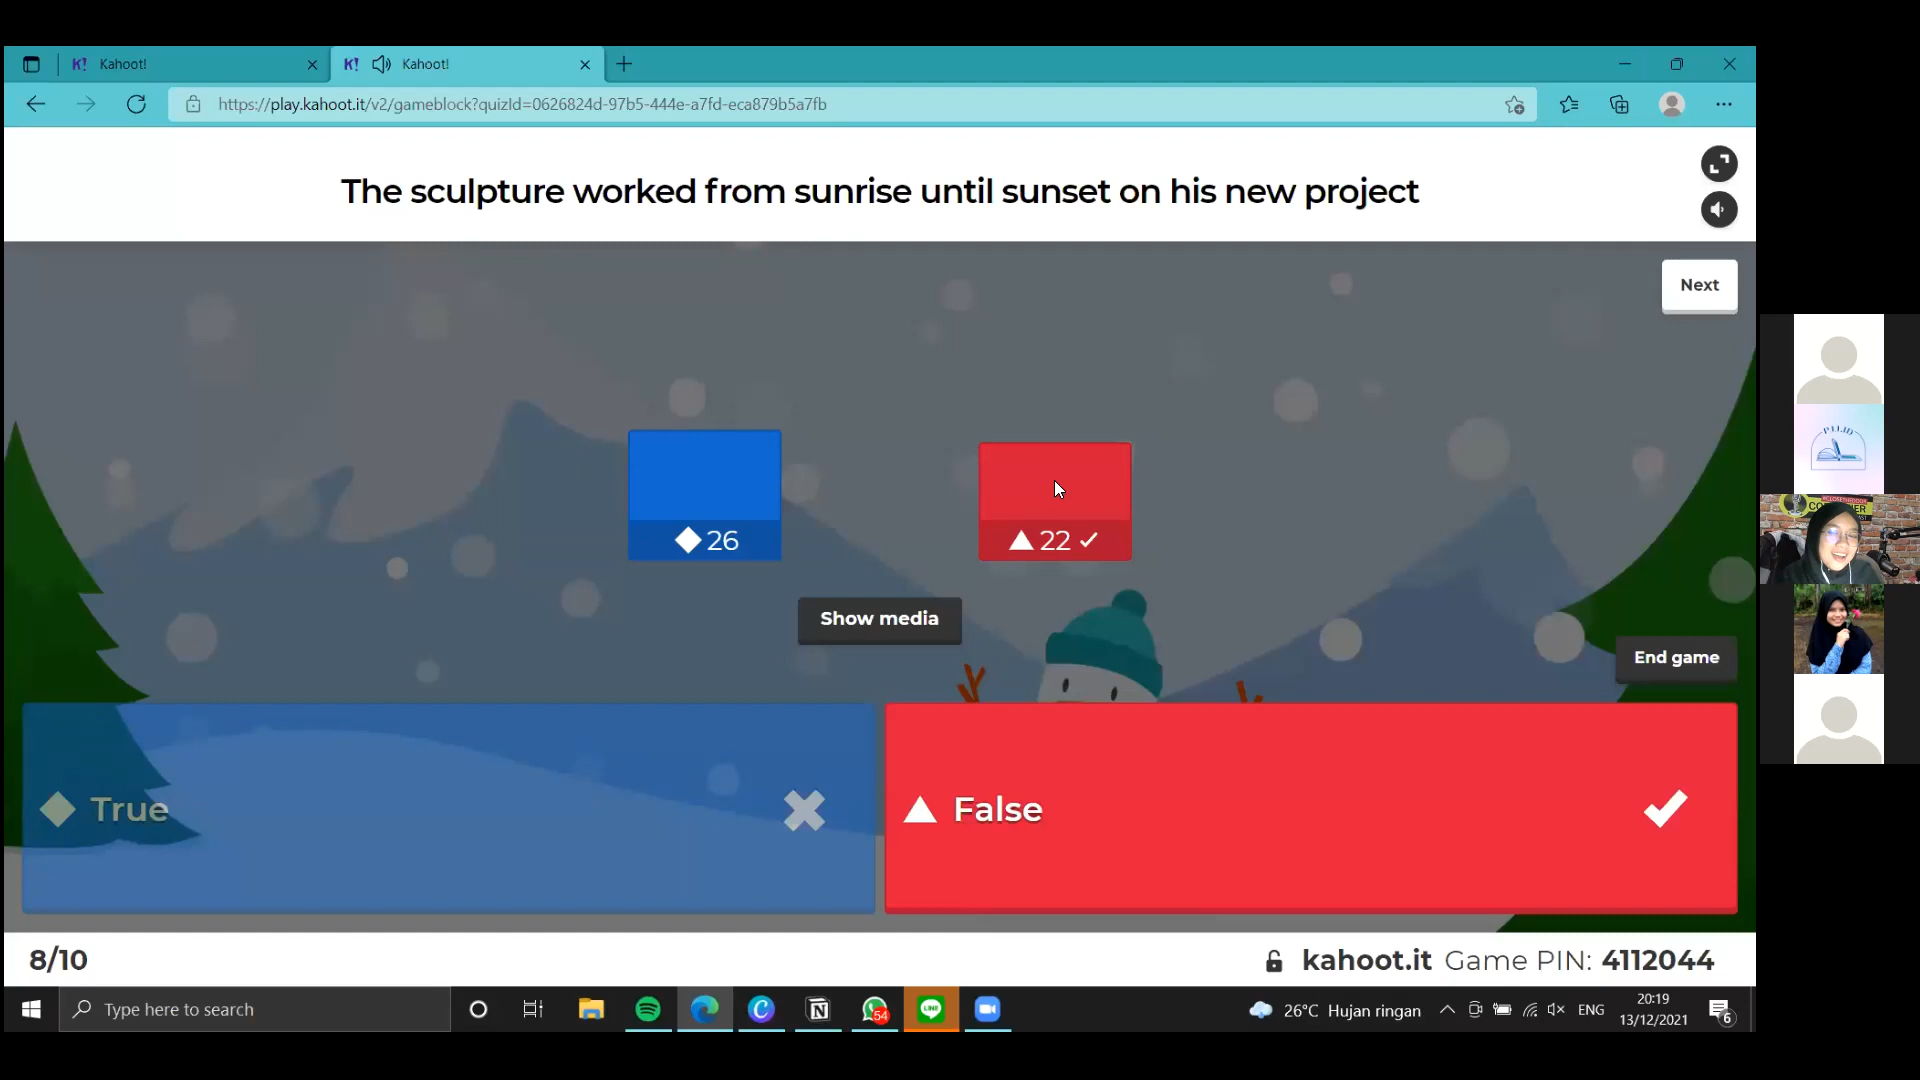 Kahoot!
Kahoot!
https://play.kahoot.it/v2/gameblock?quizId=0626824d-97b5-444e-a7fd-eca879b5a7fb
The sculpture worked from sunrise until sunset on his new project
Next
26
22
Show media
End game
True
False
8/10
kahoot.it Game PIN: 4112044
Type here to search
54
26°C Hujan ringan
ENG
20:19
13/12/2021
6